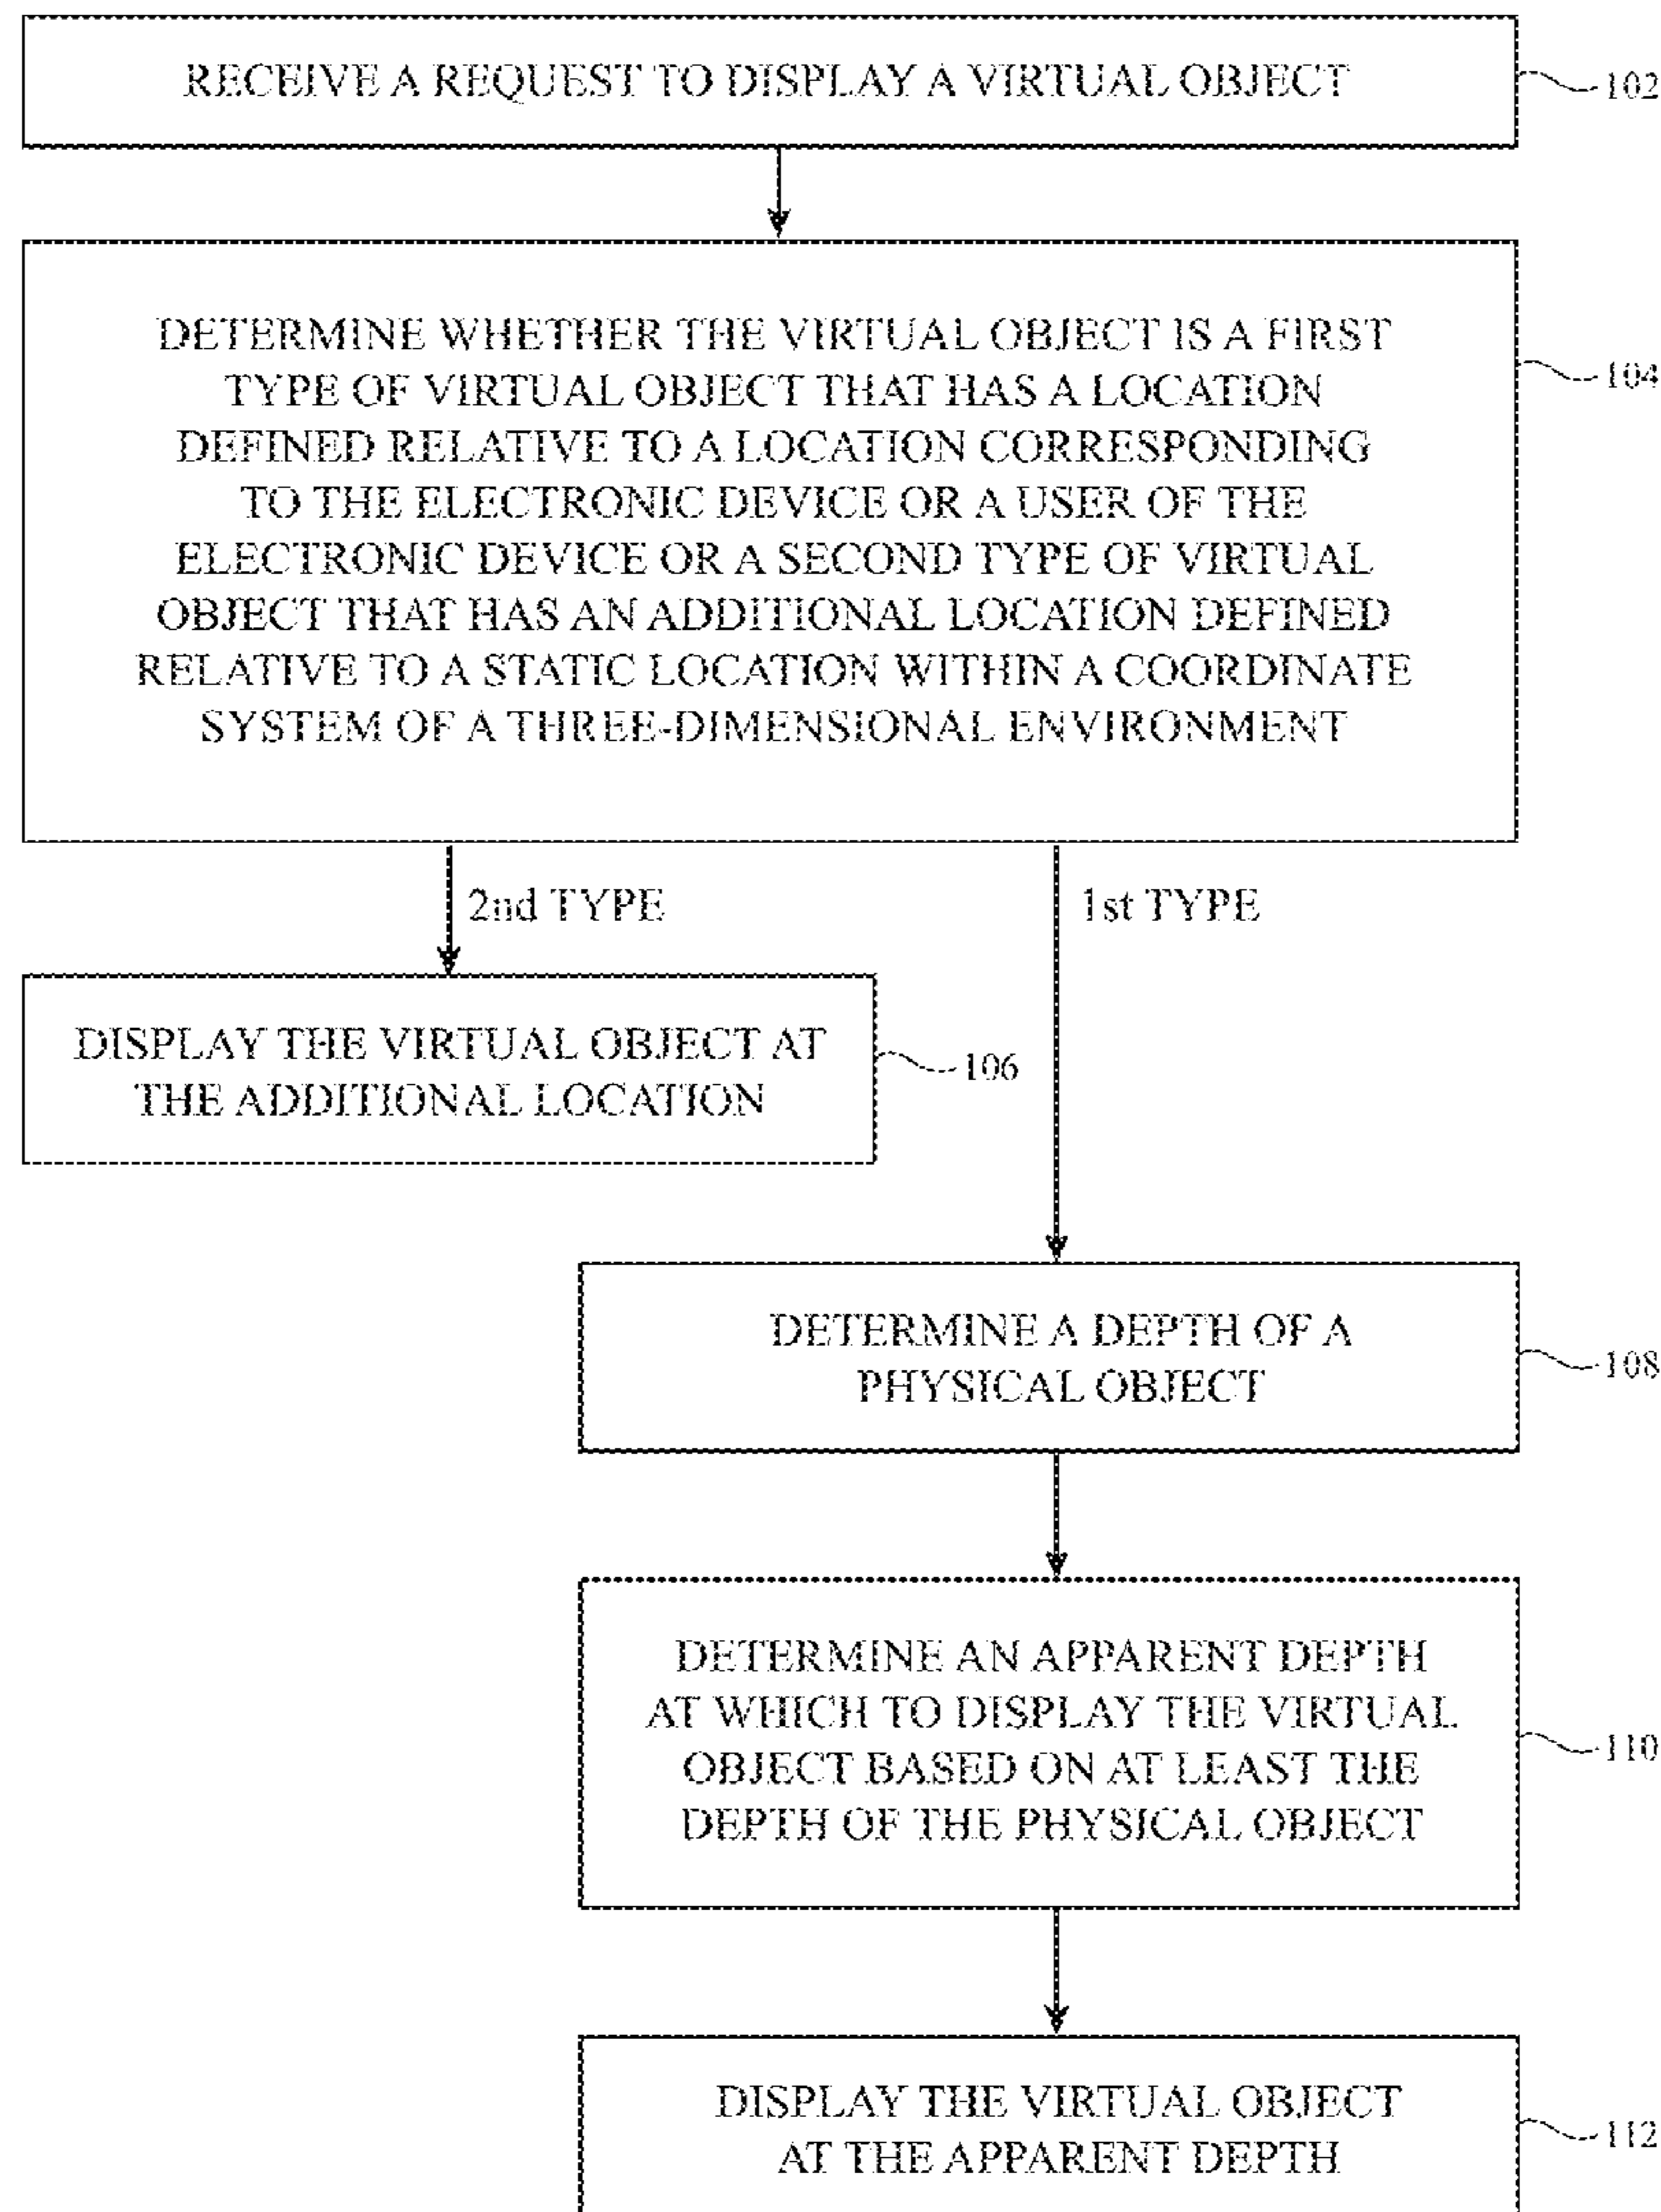 RECEIVE A REQUEST TO DISPLAY A VIRTUAL OBJECT
102
DETERMINE WHETHER THE VIRTUAL OBJECT IS A FIRST
TYPE OF VIRTUAL OBJECT THAT HAS A LOCATION
DEFINED RELATIVE TO A LOCATION CORRESPONDING
TO THE ELECTRONIC DEVICE OR A USER OF THE
ELECTRONIC DEVICE OR A SECOND TYPE OF VIRTUAL
OBJECT THAT HAS AN ADDITIONAL LOCATION DEFINED
RELATIVE TO A STATIC LOCATION WITHIN A COORDINATE
SYSTEM OF A THREE-DIMENSIONAL ENVIRONMENT
104
2nd TYPE
1st TYPE
DISPLAY THE VIRTUAL OBJECT AT
THE ADDITIONAL LOCATION
106
DETERMINE A DEPTH OF A
PHYSICAL OBJECT
108
DETERMINE AN APPARENT DEPTH
AT WHICH TO DISPLAY THE VIRTUAL
OBJECT BASED ON AT LEAST THE
DEPTH OF THE PHYSICAL OBJECT
110
DISPLAY THE VIRTUAL OBJECT
AT THE APPARENT DEPTH
112